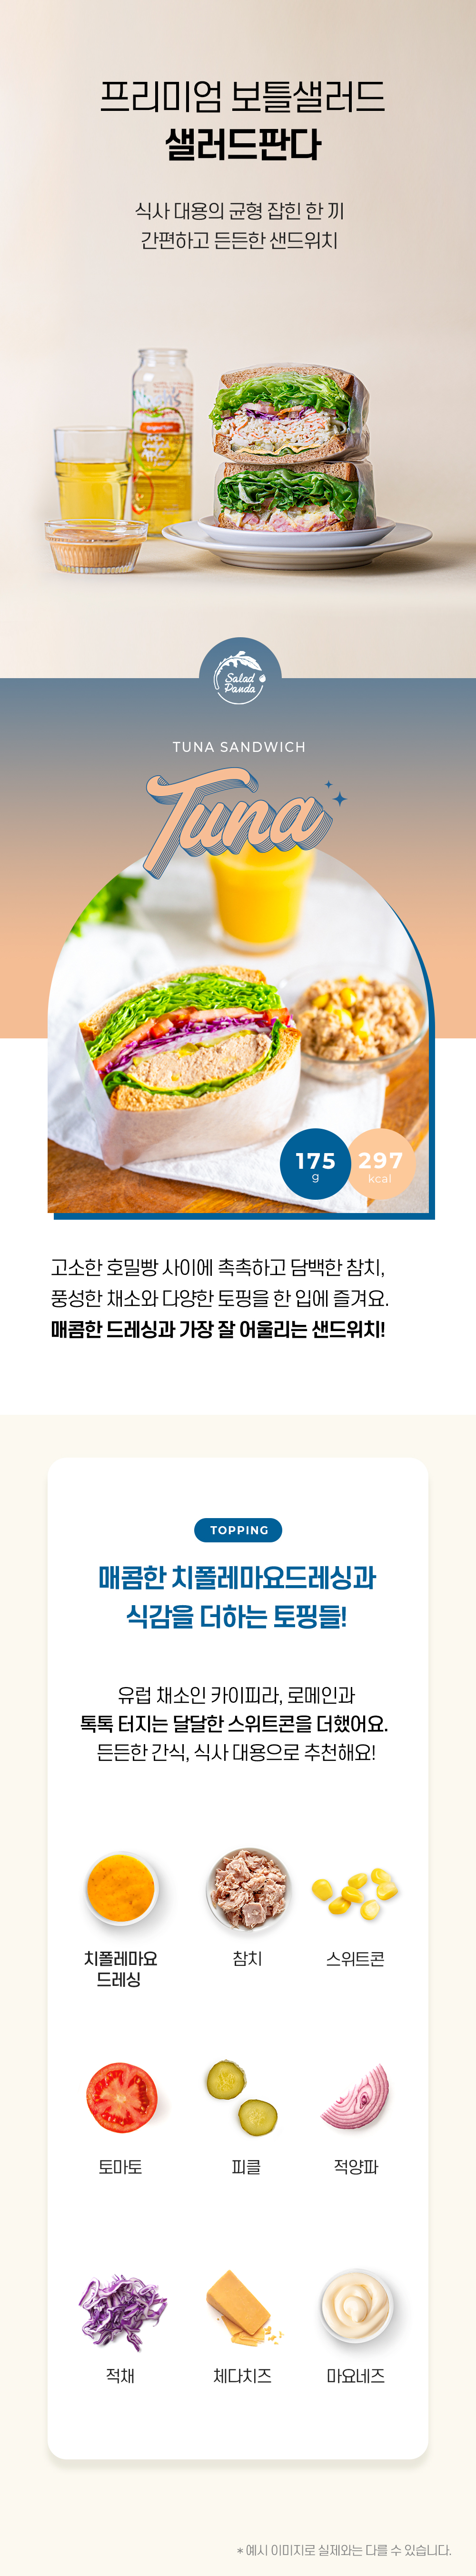 프리미엄 보틀샐러드
샐러드판다
식사 대용의 균형 잡힌 한 끼
간편하고 든든한 샌드위치
Salad
Panda
TUNA SANDWICH
Tuna
175
g
297
kcal
고소한 호밀빵 사이에 촉촉하고 담백한 참치,
풍성한 채소와 다양한 토핑을 한 입에 즐겨요.
매콤한 드레싱과 가장 잘 어울리는 샌드위치!
TOPPING
매콤한 치폴레마요드레싱과
식감을 더하는 토핑들!
유럽 채소인 카이피라, 로메인과
톡톡 터지는 달달한 스위트콘을 더했어요.
든든한 간식, 식사 대용으로 추천해요!
치폴레마요
드레싱
참치
스위트콘
토마토
피클
적양파
적채
체다치즈
마요네즈
* 예시 이미지로 실제와는 다를 수 있습니다.